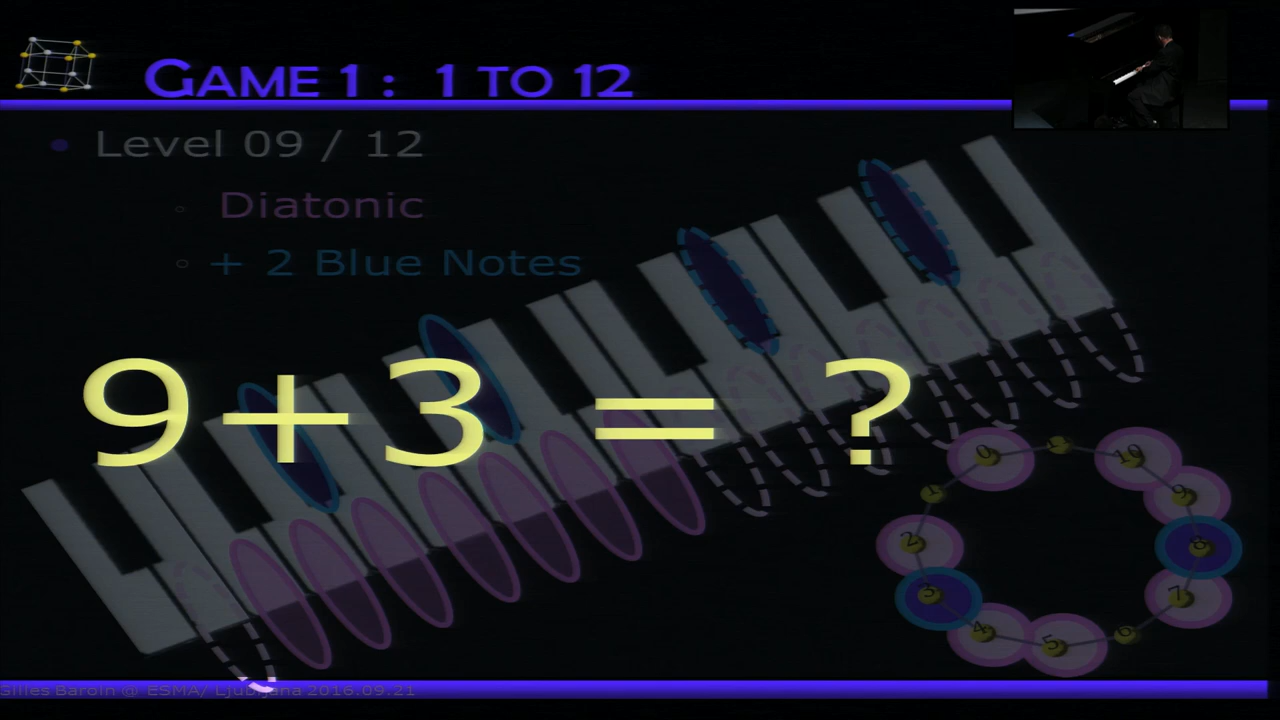 GAME 1 : 1 TO 12
Level 09 / 12
Diatonic
+ 2 Blue Notes
9+3 = ?
0
10
9
8
7
6
5
4
3
2
1
Gilles Baroin @ ESMA/ Ljubljana 2016.09.21